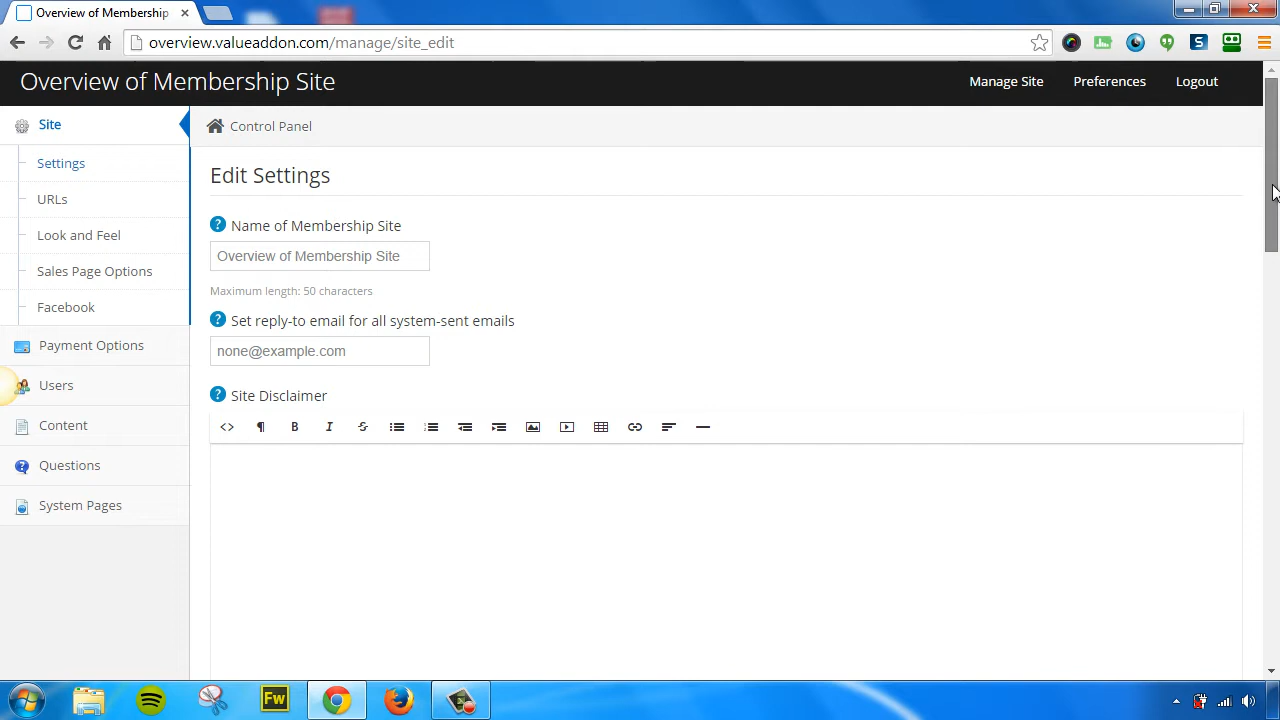 Overview of Membership
overview.valueaddon.com/manage/site_edit
Overview of Membership Site
Manage Site
Preferences
Logout
Site
Control Panel
Settings
URLs
Look and Feel
Sales Page Options
Facebook
Payment Options
Users
Content
Questions
System Pages
Edit Settings
? Name of Membership Site
Overview of Membership Site
Maximum length: 50 characters
? Set reply-to email for all system-sent emails
none@example.com
? Site Disclaimer
<> ¶ B I S
Fw